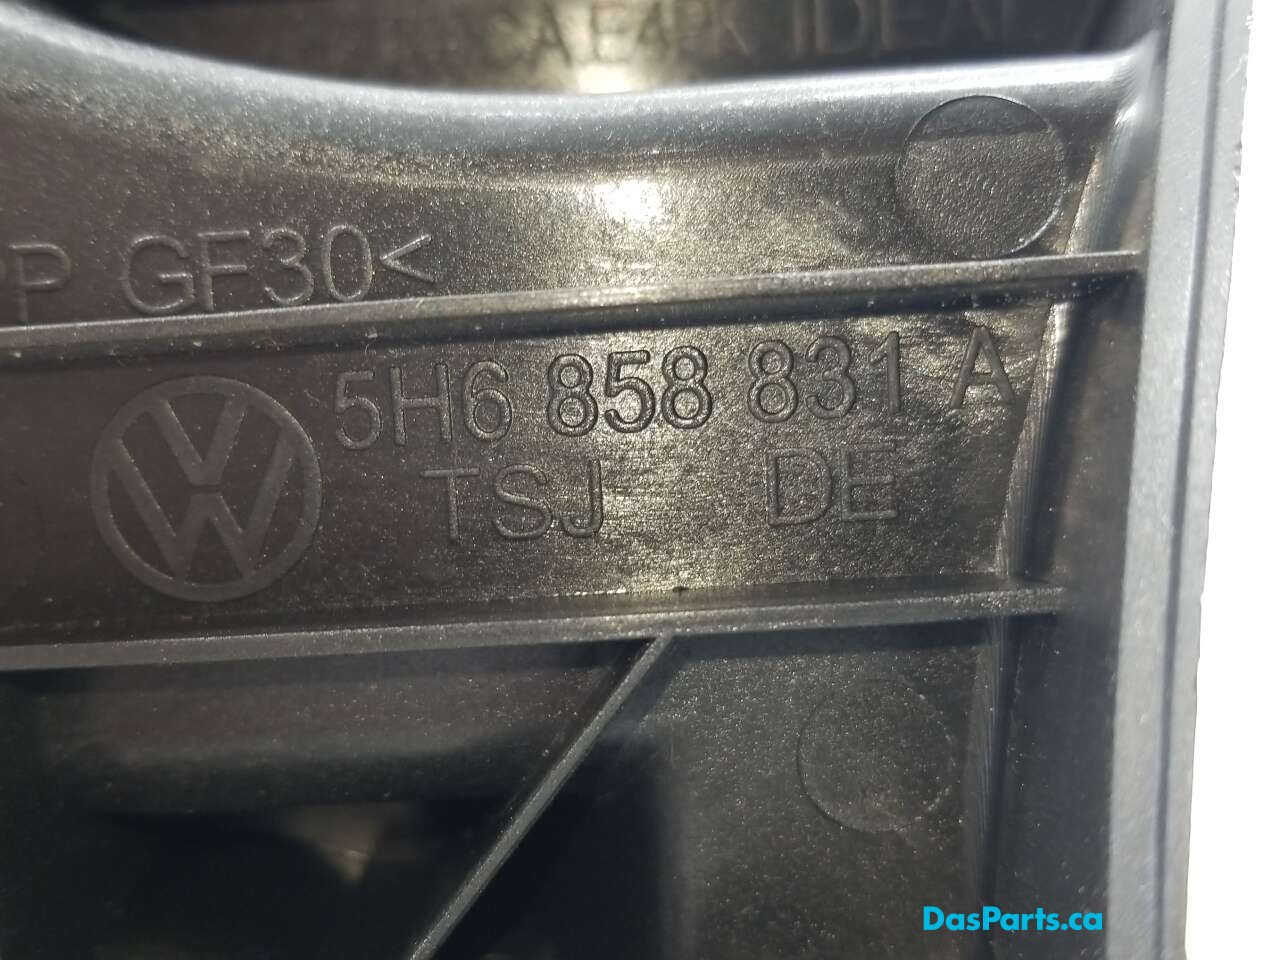 PP GF30<
5H6 858 831 A
TSJ DE
DasParts.ca